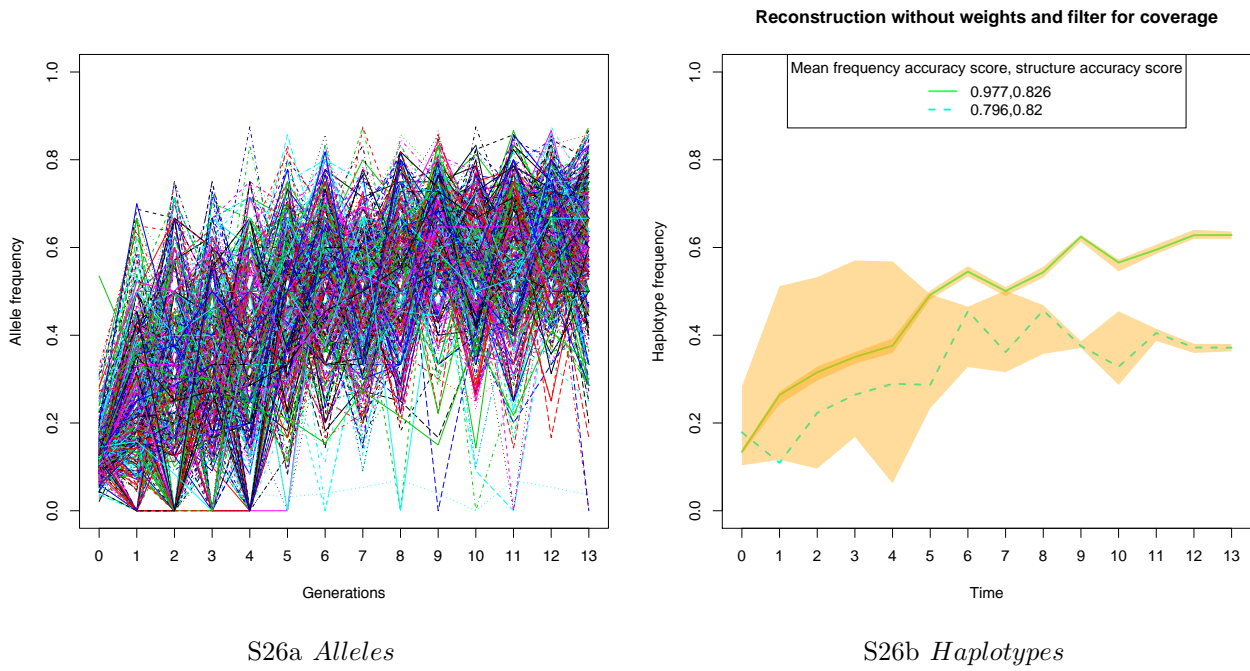 Reconstruction without weights and filter for coverage
Allele frequency
0.0 0.2 0.4 0.6 0.8 1.0
0 1 2 3 4 5 6 7 8 9 10 11 12 13
Generations
S26a Alleles
Haplotype frequency
0.0 0.2 0.4 0.6 0.8 1.0
Mean frequency accuracy score, structure accuracy score
0.977,0.826
0.796,0.82
0 1 2 3 4 5 6 7 8 9 10 11 12 13
Time
S26b Haplotypes